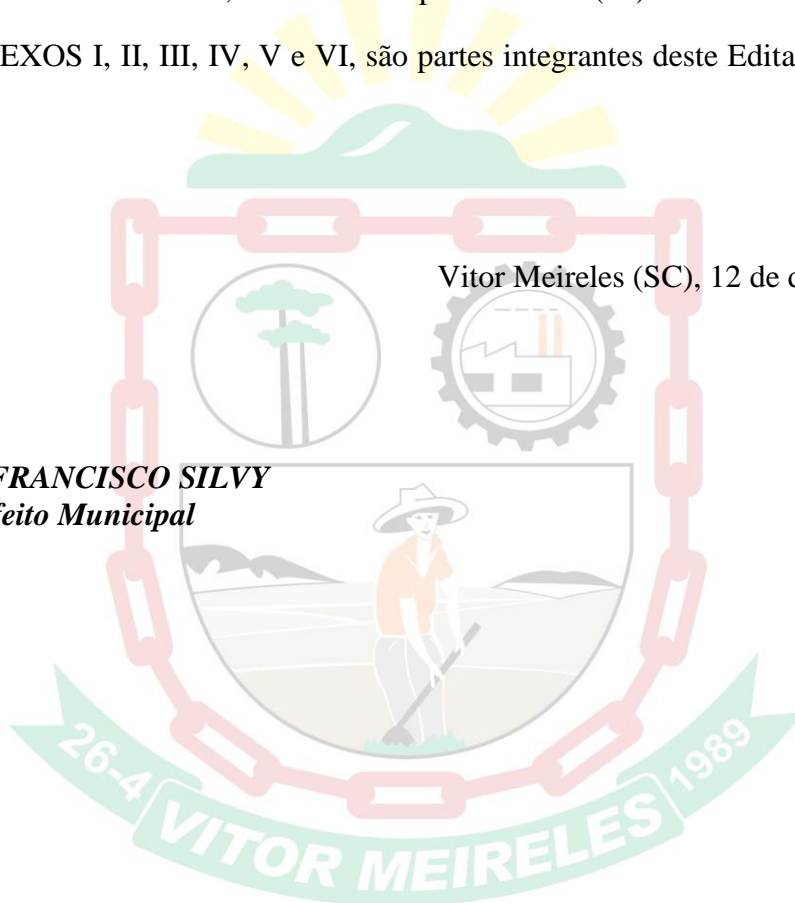 EXOS I, II, III, IV, V e VI, são partes integrantes deste Edita
Vitor Meireles (SC), 12 de
FRANCISCO SILVY
feito Municipal
26-4 VITOR MEIRELES 1989